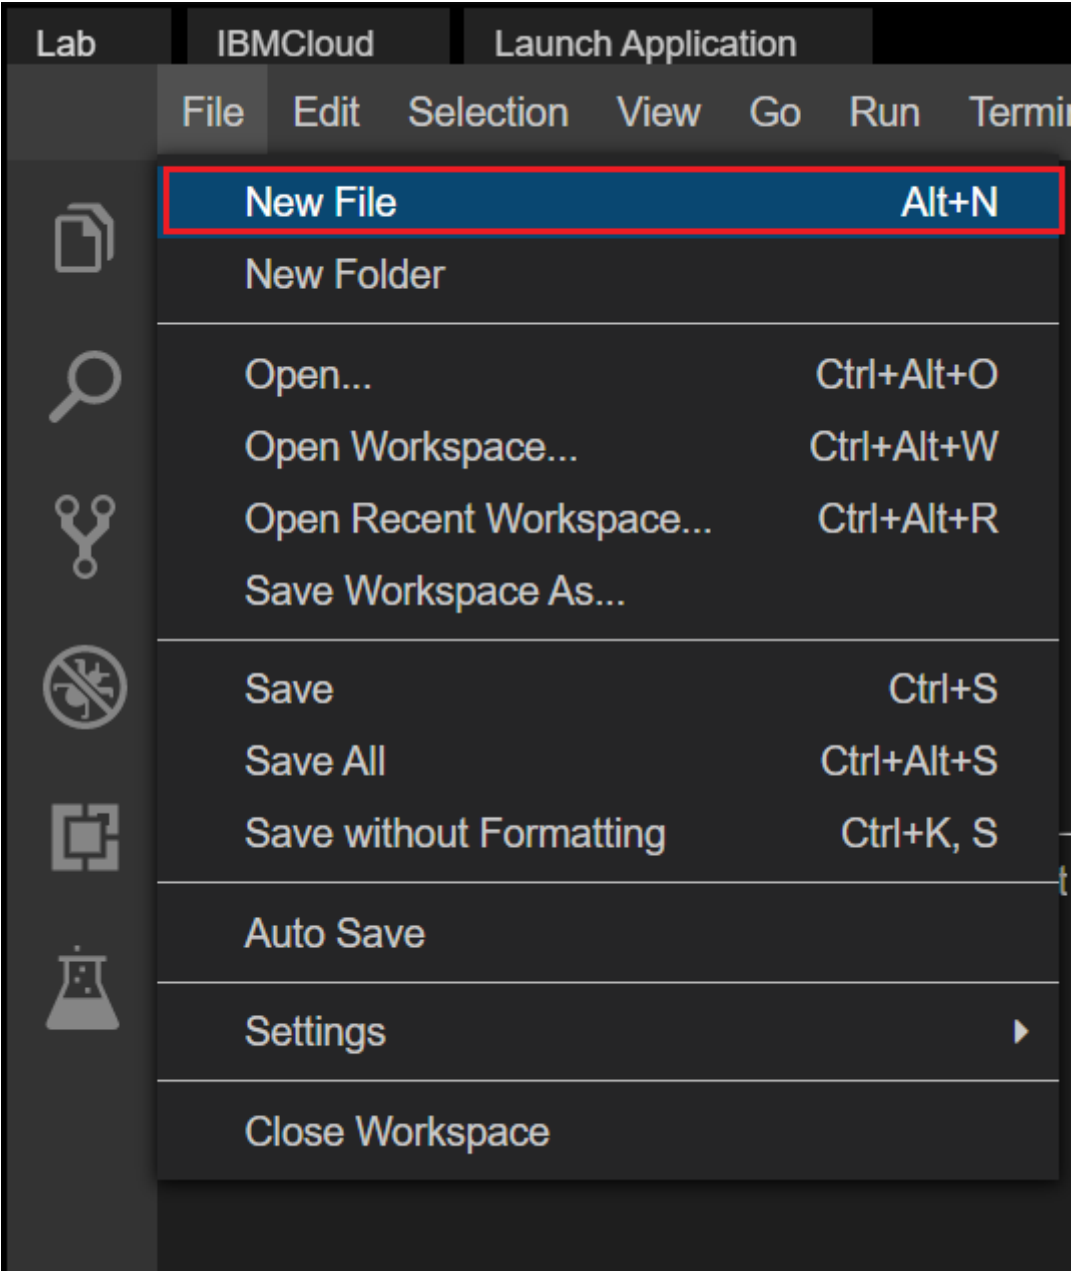 Lab IBMCloud Launch Application
File Edit Selection View Go Run
New File Alt+N
New Folder
Open... Ctrl+Alt+O
Open Workspace... Ctrl+Alt+W
Open Recent Workspace... Ctrl+Alt+R
Save Workspace As...
Save Ctrl+S
Save All Ctrl+Alt+S
Save without Formatting Ctrl+K, S
Auto Save
Settings
Close Workspace